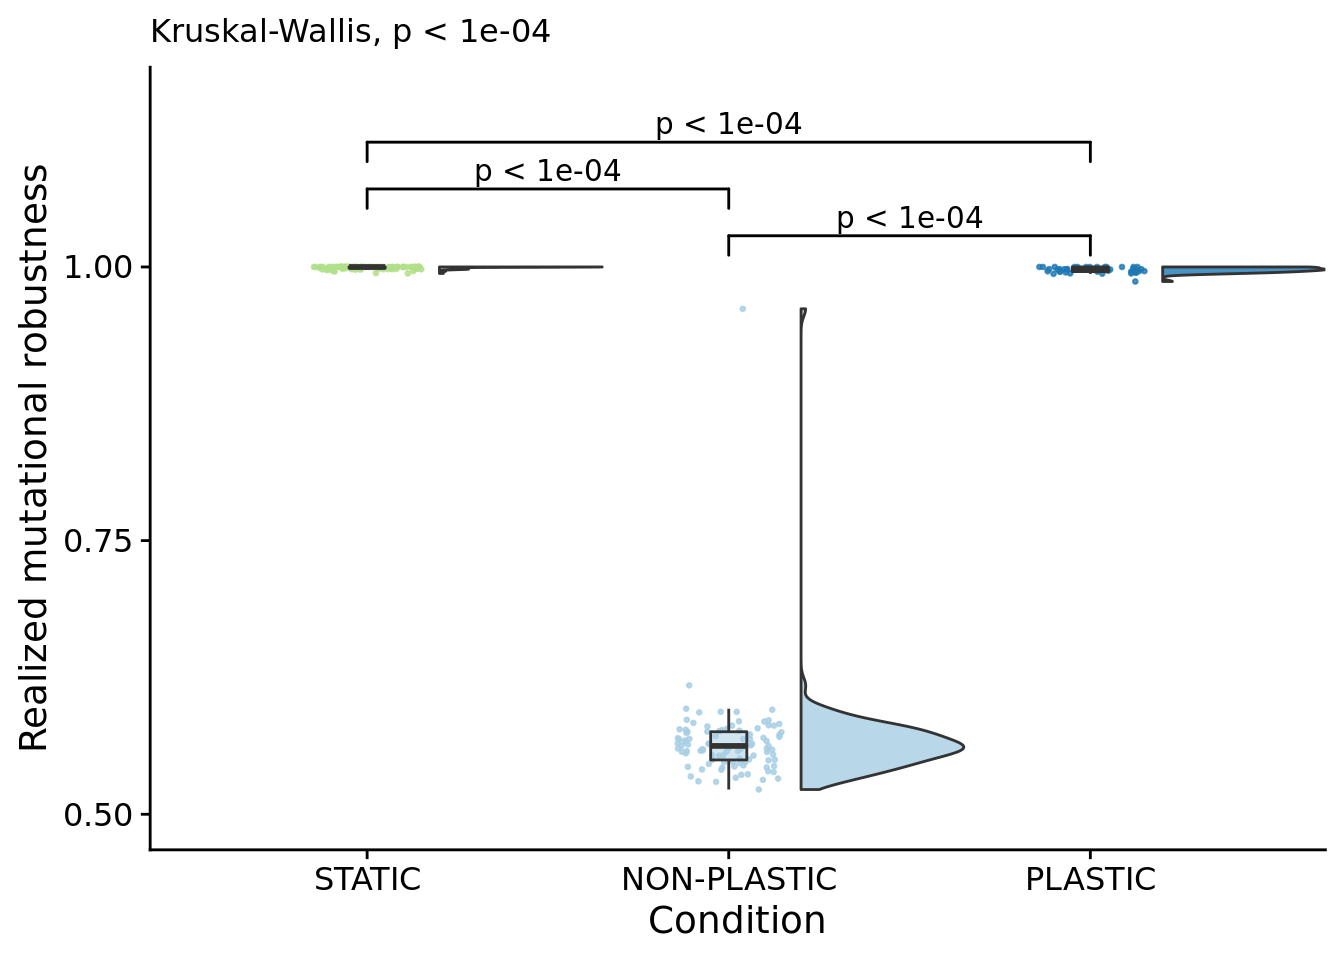 Kruskal-Wallis, p < 1e-04
p < 1e-04
p < 1e-04
p < 1e-04
Realized mutational robustness
1.00
0.75
0.50
STATIC
NON-PLASTIC
PLASTIC
Condition